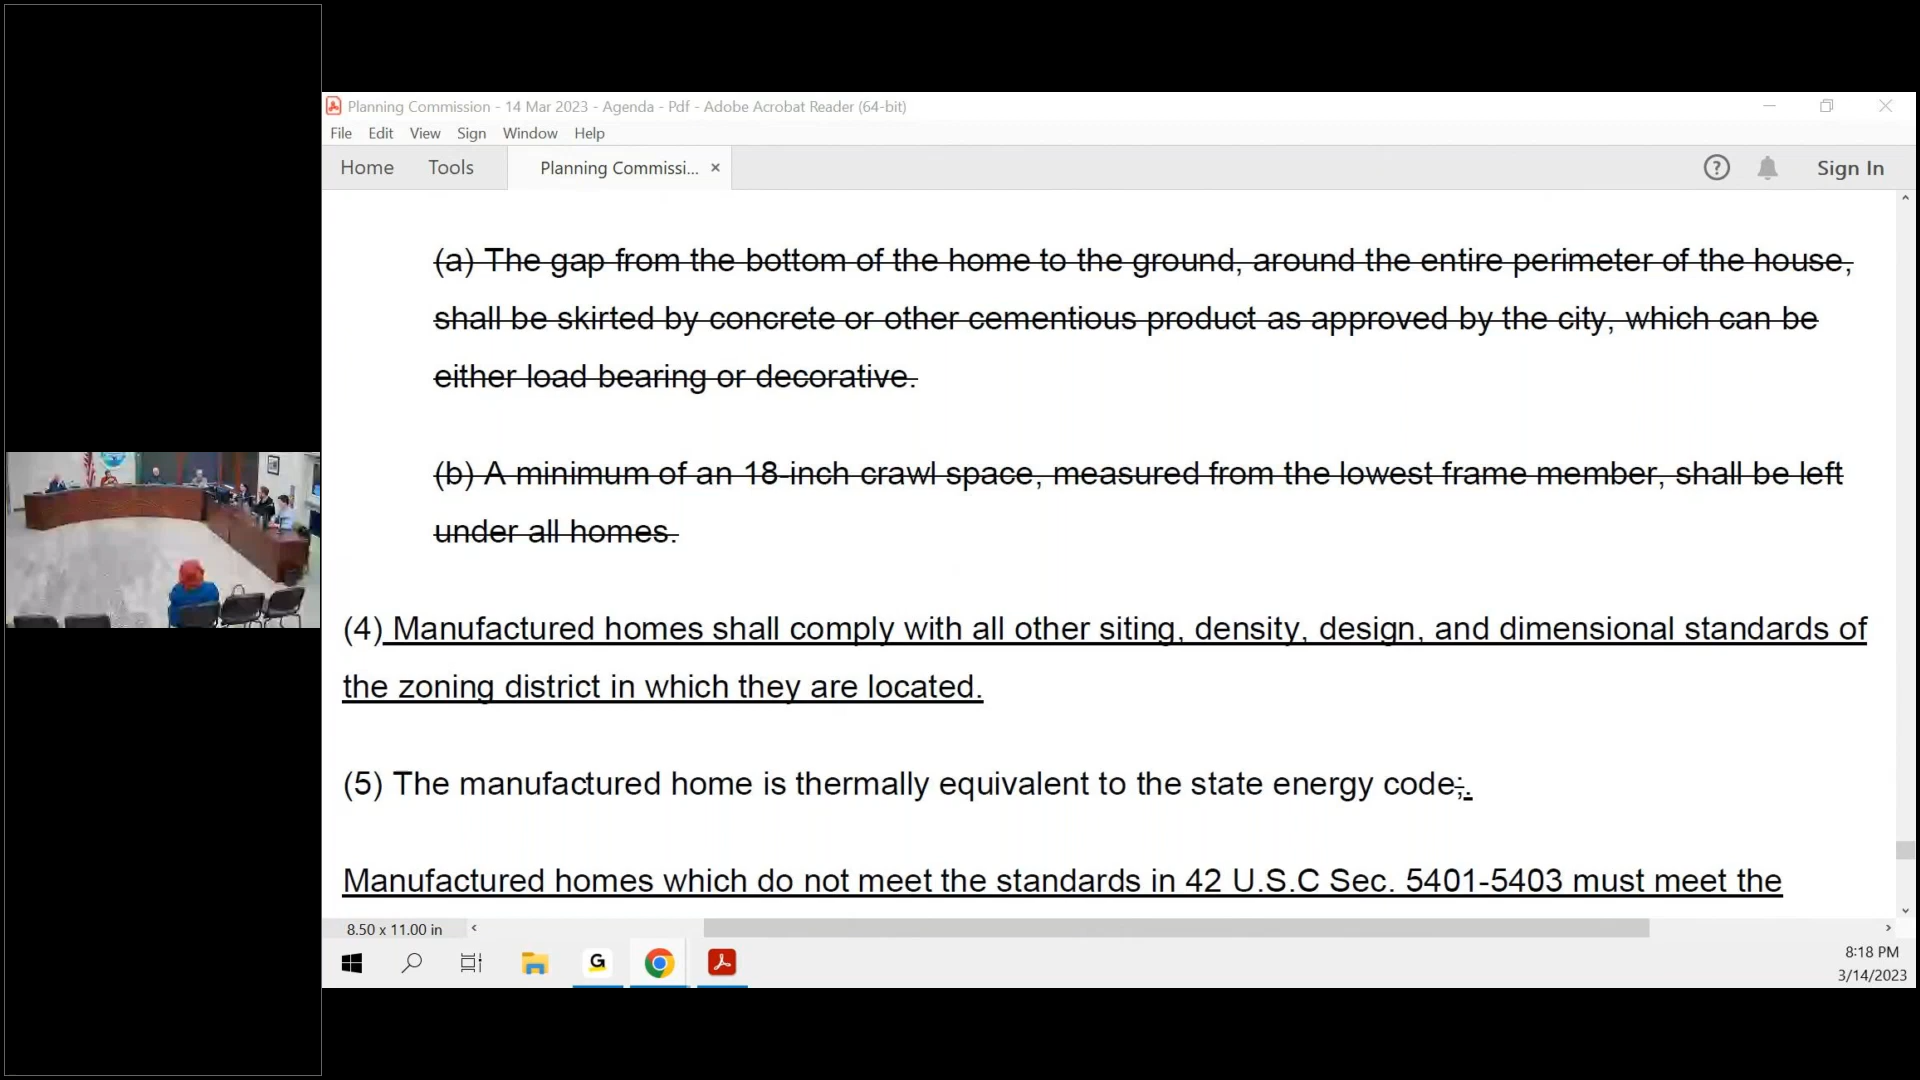 Planning Commission - 14 Mar 2023 - Agenda - Pdf - Adobe Acrobat Reader (64-bit)
File Edit View Sign Window Help
Home Tools Planning Commissi... × ? Sign In
(a) The gap from the bottom of the home to the ground, around the entire perimeter of the house,
shall be skirted by concrete or other cementious product as approved by the city, which can be
either load bearing or decorative.
(b) A minimum of an 18-inch crawl space, measured from the lowest frame member, shall be left
under all homes.
(4) Manufactured homes shall comply with all other siting, density, design, and dimensional standards of
the zoning district in which they are located.
(5) The manufactured home is thermally equivalent to the state energy code;.
Manufactured homes which do not meet the standards in 42 U.S.C Sec. 5401-5403 must meet the
8.50 x 11.00 in
G
8:18 PM
3/14/2023